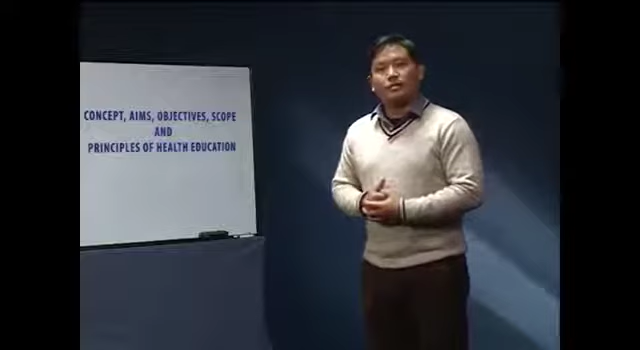 CONCEPT, AIMS, OBJECTIVES, SCOPE
AND
PRINCIPLES OF HEALTH EDUCATION